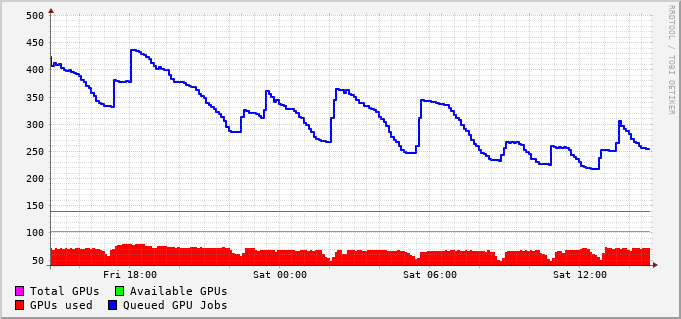 500
450
400
350
300
250
200
150
100
50
Fri 18:00 Sat 00:00 Sat 06:00 Sat 12:00
Total GPUs Available GPUs
GPUs used Queued GPU Jobs
RRDTOOL / TOBI OETIKER